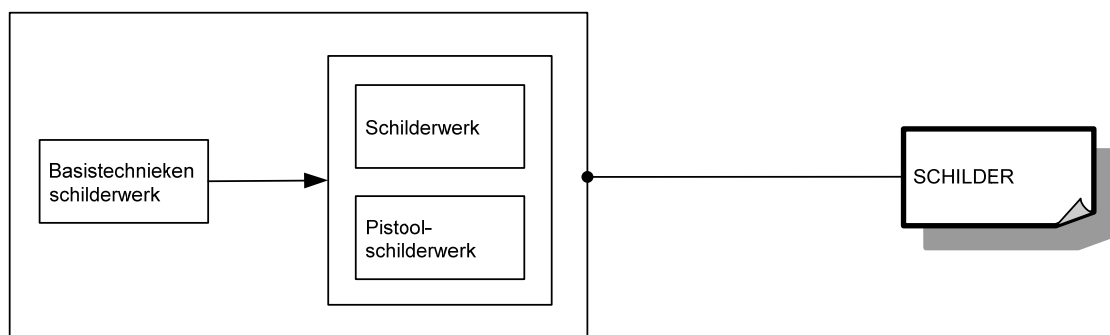 Basistechnieken
schilderwerk
Schilderwerk
Pistool-
schilderwerk
SCHILDER